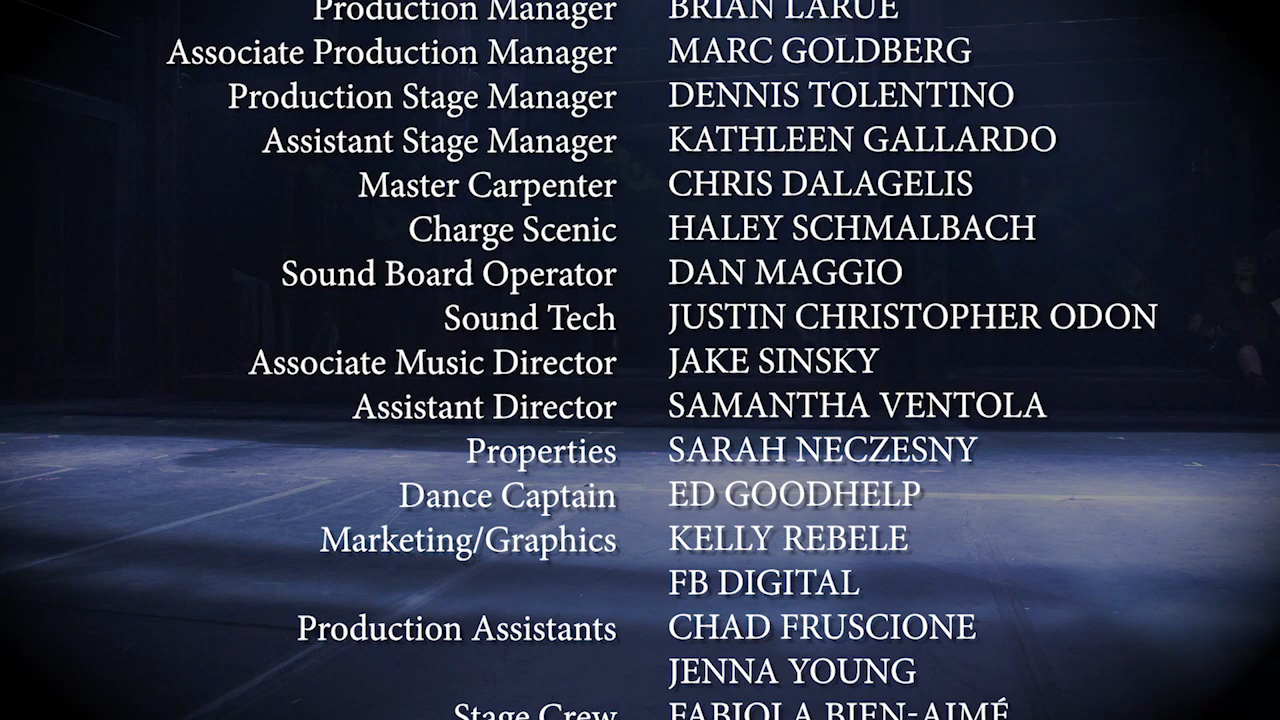 Production Manager BRIAN LARUE
Associate Production Manager MARC GOLDBERG
Production Stage Manager DENNIS TOLENTINO
Assistant Stage Manager KATHLEEN GALLARDO
Master Carpenter CHRIS DALAGELIS
Charge Scenic HALEY SCHMALBACH
Sound Board Operator DAN MAGGIO
Sound Tech JUSTIN CHRISTOPHER ODON
Associate Music Director JAKE SINSKY
Assistant Director SAMANTHA VENTOLA
Properties SARAH NECZESNY
Dance Captain ED GOODHELP
Marketing/Graphics KELLY REBELE
FB DIGITAL
Production Assistants CHAD FRUSCIONE
JENNA YOUNG
Stage Crew FABIOLA BIEN-AIMÉ